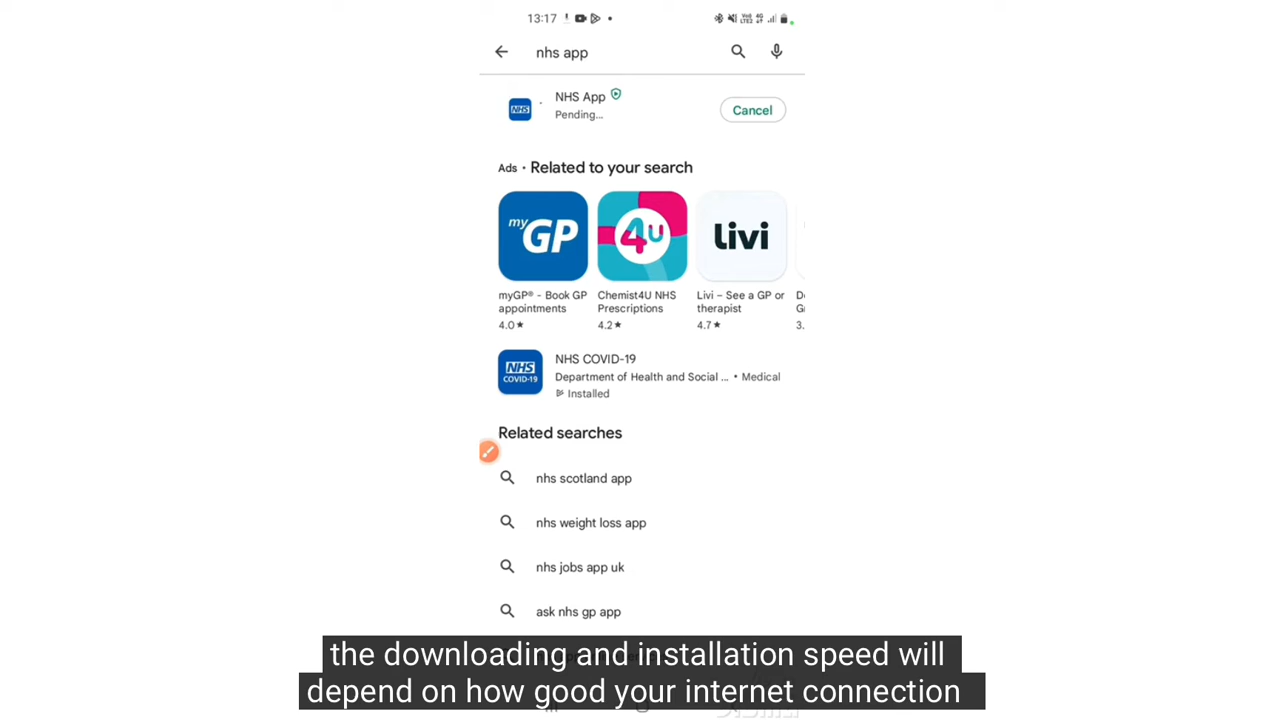 13:17
nhs app
NHS
NHS App
Pending...
Cancel
Ads • Related to your search
my GP
4U
Livi
myGP® - Book GP appointments
4.0★
Chemist4U NHS Prescriptions
4.2★
Livi – See a GP or therapist
4.7★
3.
NHS COVID-19
NHS COVID-19
Department of Health and Social ... • Medical
Installed
Related searches
nhs scotland app
nhs weight loss app
nhs jobs app uk
ask nhs gp app
the downloading and installation speed will
depend on how good your internet connection